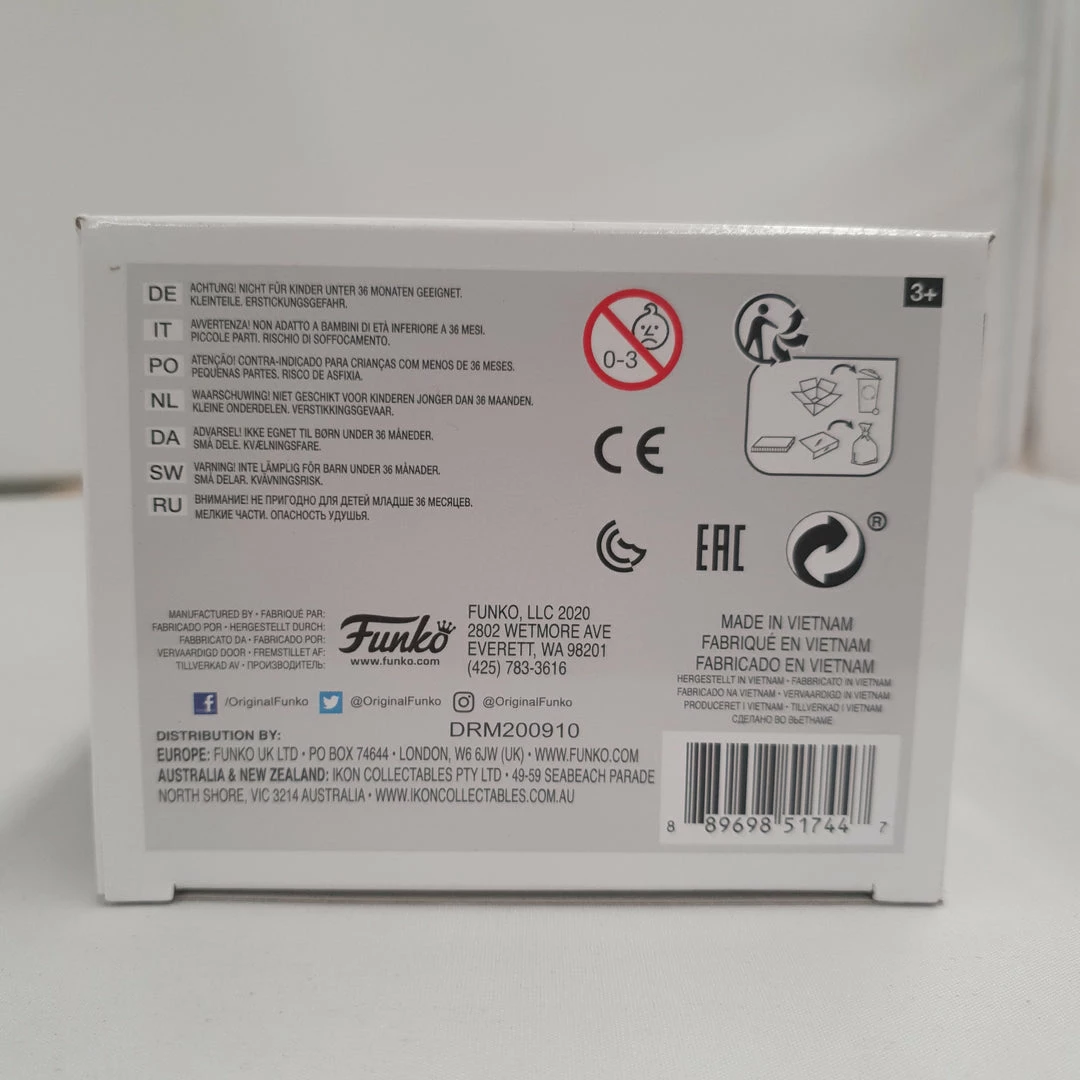 DE ACHTUNG! NICHT FÜR KINDER UNTER 36 MONATEN GEEIGNET.
KLEINTEILE. ERSTICKUNGSGEFAHR.
IT AVVERTENZA! NON ADATTO A BAMBINI DI ETÀ INFERIORE A 36 MESI.
PICCOLE PARTI. RISCHIO DI SOFFOCAMENTO.
PO ATENÇÃO! CONTRA-INDICADO PARA CRIANÇAS COM MENOS DE 36 MESES.
PEQUENAS PARTES. RISCO DE ASFIXIA.
NL WAARSCHUWING! NIET GESCHIKT VOOR KINDEREN JONGER DAN 36 MAANDEN.
KLEINE ONDERDELEN. VERSTIKKINGSGEVAAR.
DA ADVARSEL! IKKE EGNET TIL BØRN UNDER 36 MÅNEDER.
SMÅ DELE. KVÆLNINGSFARE.
SW VARNING! INTE LÄMPLIG FÖR BARN UNDER 36 MÅNADER.
SMÅ DELAR. KVÄVNINGSRISK.
RU ВНИМАНИЕ! НЕ ПРИГОДНО ДЛЯ ДЕТЕЙ МЛАДШЕ 36 МЕСЯЦЕВ.
МЕЛКИЕ ЧАСТИ. ОПАСНОСТЬ УДУШЬЯ.
0-3
3+
CE
EAC
®
MANUFACTURED BY • FABRIQUÉ PAR:
FABRICADO POR • HERGESTELLT DURCH:
FABBRICATO DA • FABRICADO POR:
VERVAARDIGD DOOR • FREMSTILLET AF:
TILLVERKAD AV • ПРОИЗВОДИТЕЛЬ:
Funko
www.funko.com
FUNKO, LLC 2020
2802 WETMORE AVE
EVERETT, WA 98201
(425) 783-3616
MADE IN VIETNAM
FABRIQUÉ EN VIETNAM
FABRICADO EN VIETNAM
HERGESTELLT IN VIETNAM • FABBRICATO IN VIETNAM
FABRICADO NA VIETNAM • VERVAARDIGD IN VIETNAM
PRODUCERET I VIETNAM • TILLVERKAD I VIETNAM
СДЕЛАНО ВО ВЬЕТНАМЕ
/OriginalFunko @OriginalFunko @OriginalFunko
DRM200910
DISTRIBUTION BY:
EUROPE: FUNKO UK LTD • PO BOX 74644 • LONDON, W6 6JW (UK) • WWW.FUNKO.COM
AUSTRALIA & NEW ZEALAND: IKON COLLECTABLES PTY LTD • 49-59 SEABEACH PARADE
NORTH SHORE, VIC 3214 AUSTRALIA • WWW.IKONCOLLECTABLES.COM.AU
8 89698 51744 7